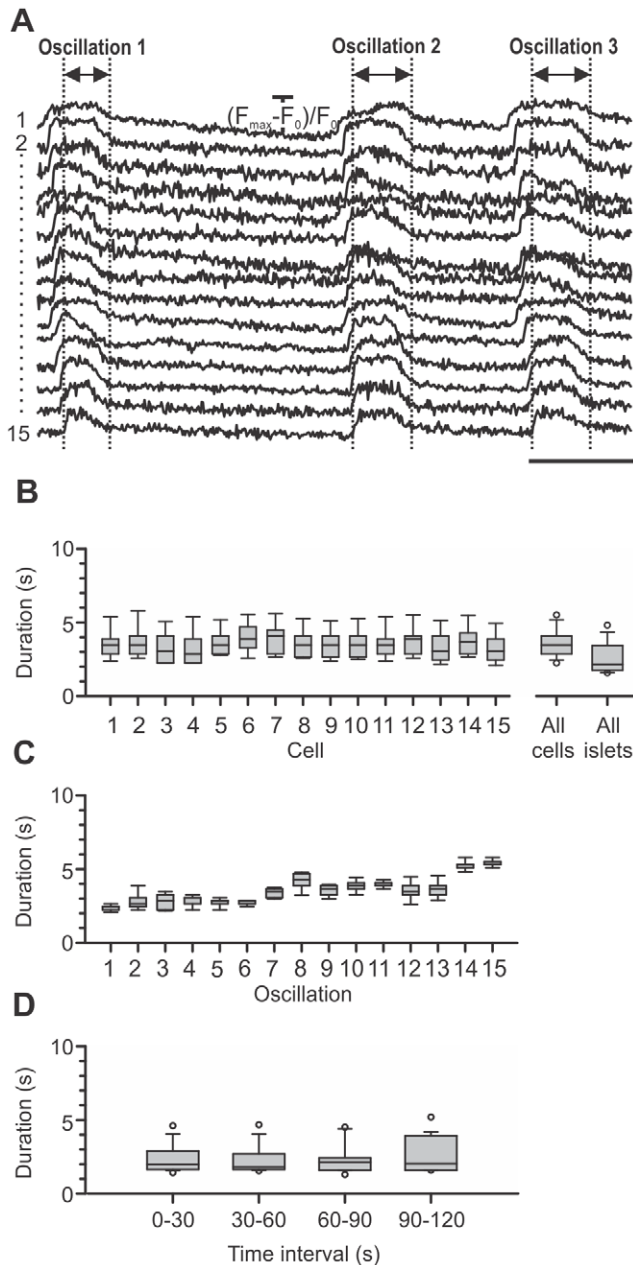 A
Oscillation 1 Oscillation 2 Oscillation 3
(Fmax-F0)/F0
1
2
15
B
Duration (s)
10
5
0
1 2 3 4 5 6 7 8 9 10 11 12 13 14 15
Cell
All cells
All islets
C
Duration (s)
10
5
0
1 2 3 4 5 6 7 8 9 10 11 12 13 14 15
Oscillation
D
Duration (s)
10
5
0
0-30 30-60 60-90 90-120
Time interval (s)